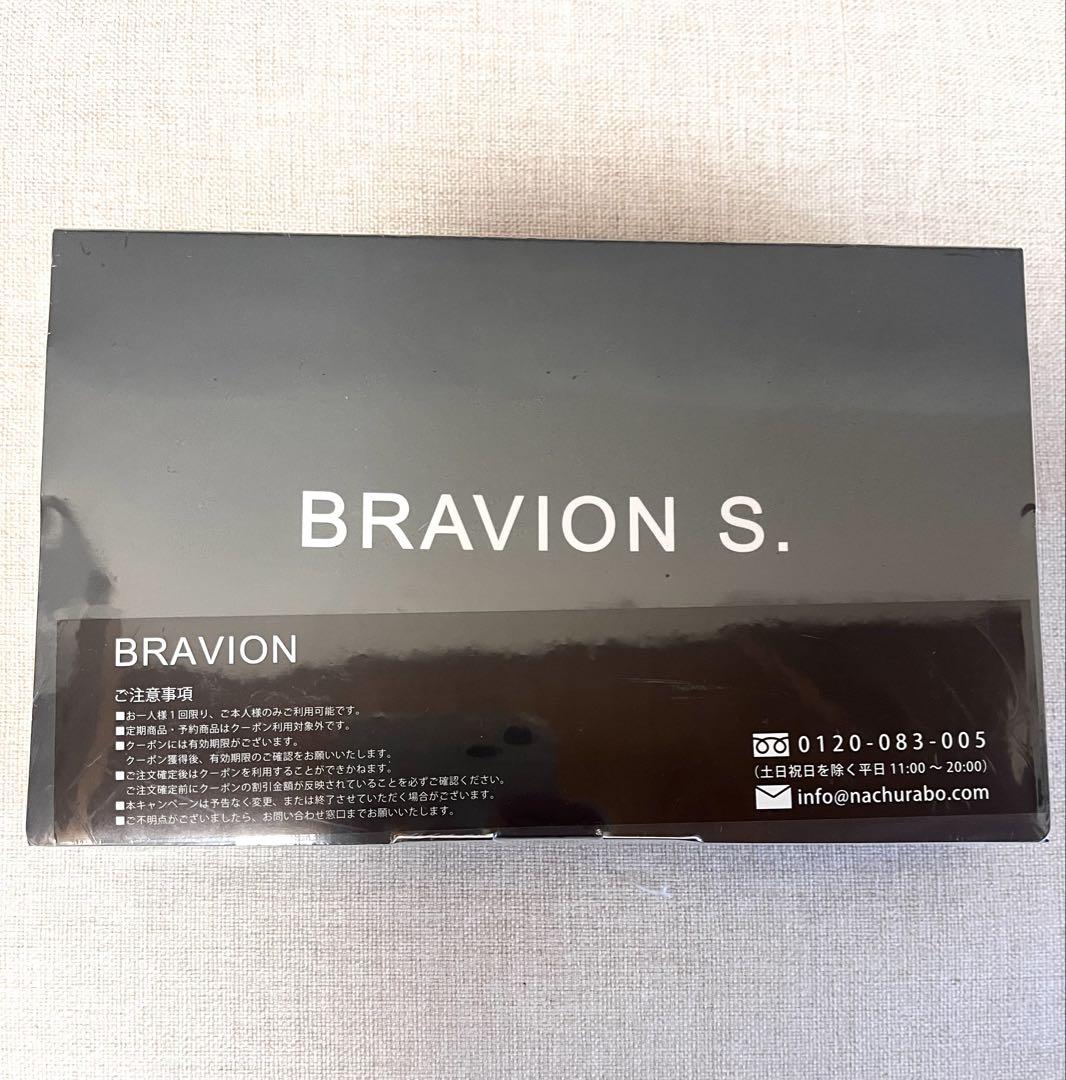 BRAVION S.
BRAVION
ご注意事項
■お一人様1回限り、ご本人様のみご利用可能です。
■定期商品・予約商品はクーポン利用対象外です。
■クーポンには有効期限がございます。
クーポン獲得後、有効期限のご確認をお願いいたします。
■ご注文確定後はクーポンを利用することができかねます。
ご注文確定前にクーポンの割引金額が反映されていることを必ずご確認ください。
■本キャンペーンは予告なく変更、または終了させていただく場合がございます。
■ご不明点がございましたら、お問い合わせ窓口までお願いいたします。
0120-083-005
(土日祝日を除く平日 11:00 〜 20:00)
info@nachurabo.com